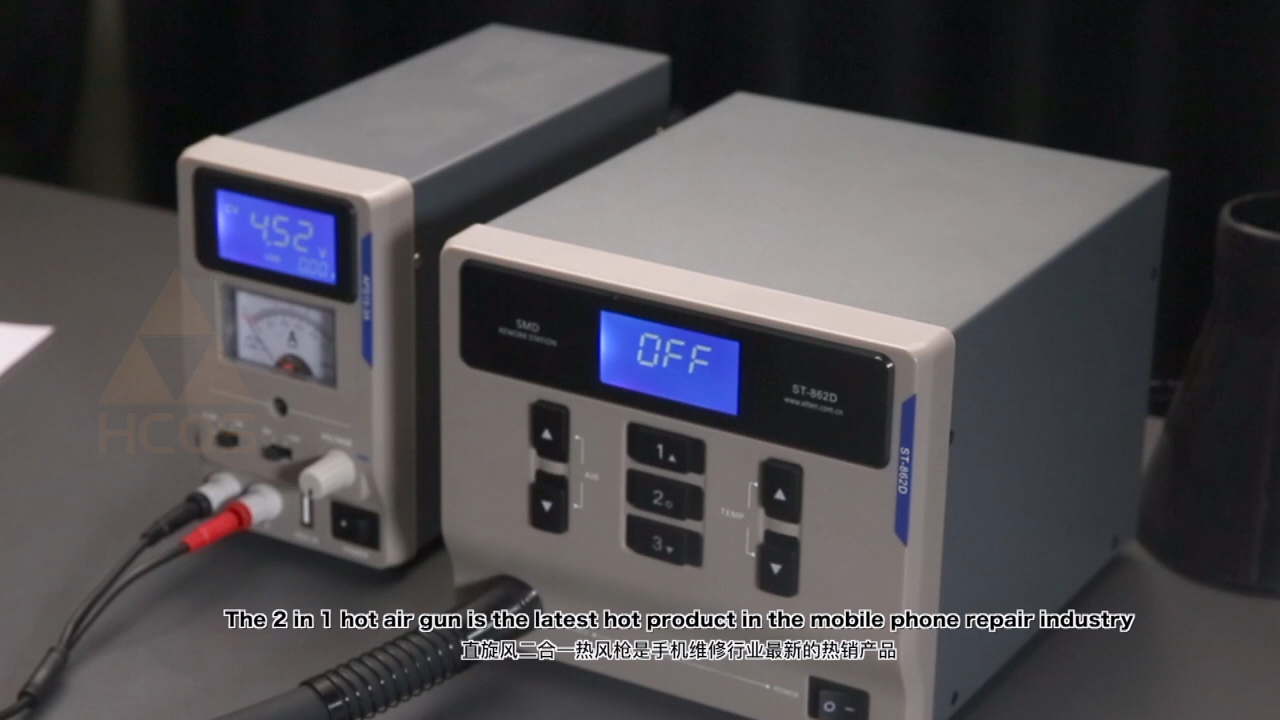 4.52
V
A
HCQS
SMD
REWORK STATION
OFF
ST-862D
www.atten.com.cn
ST-862D
AIR
1
2
3
TEMP
POWER
The 2 in 1 hot air gun is the latest hot product in the mobile phone repair industry
直旋风二合一热风枪是手机维修行业最新的热销产品